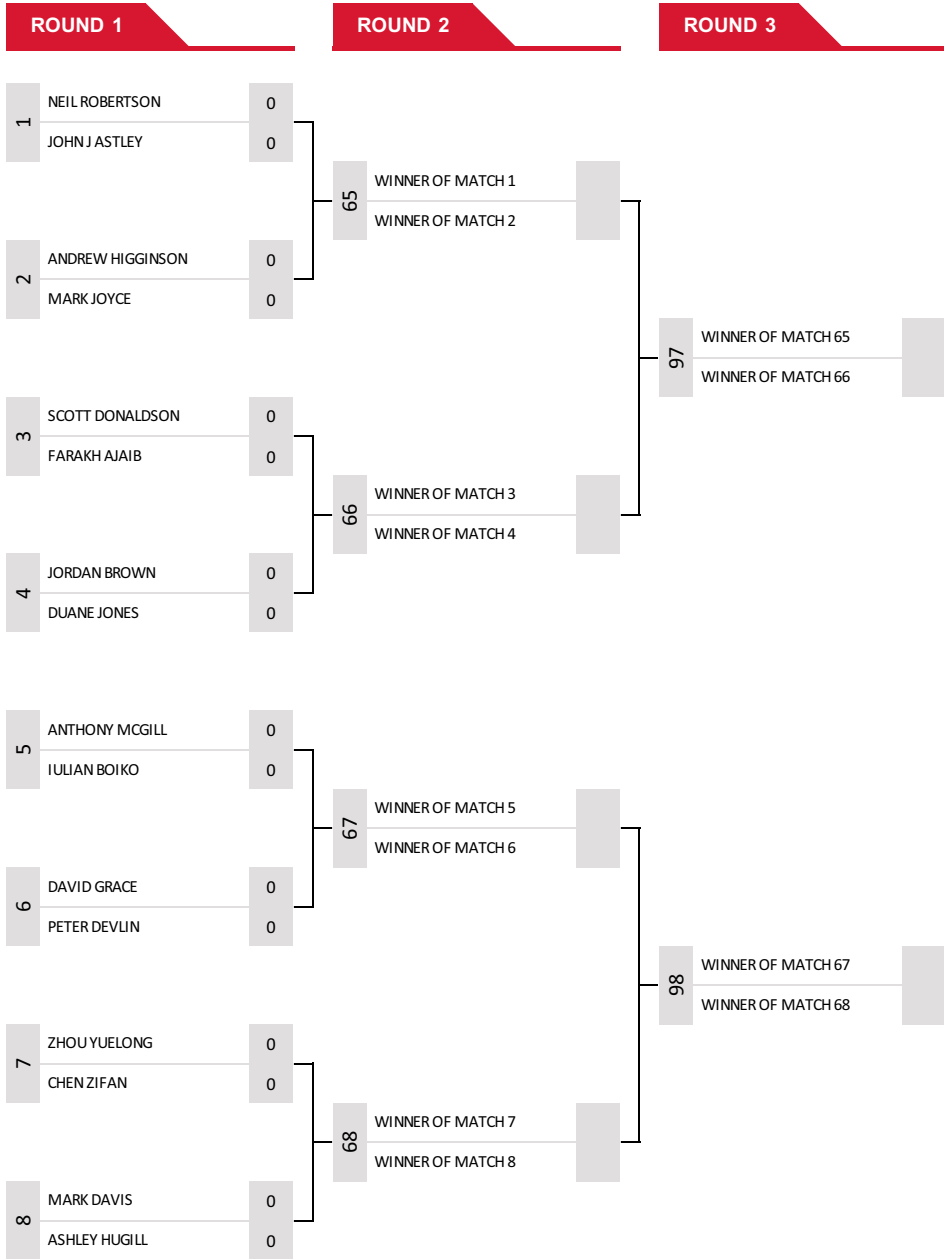 ROUND 1
ROUND 2
ROUND 3
1
NEIL ROBERTSON 0
JOHN J ASTLEY 0
65
WINNER OF MATCH 1
WINNER OF MATCH 2
2
ANDREW HIGGINSON 0
MARK JOYCE 0
97
WINNER OF MATCH 65
WINNER OF MATCH 66
3
SCOTT DONALDSON 0
FARAKH AJAIB 0
66
WINNER OF MATCH 3
WINNER OF MATCH 4
4
JORDAN BROWN 0
DUANE JONES 0
5
ANTHONY MCGILL 0
IULIAN BOIKO 0
67
WINNER OF MATCH 5
WINNER OF MATCH 6
6
DAVID GRACE 0
PETER DEVLIN 0
98
WINNER OF MATCH 67
WINNER OF MATCH 68
7
ZHOU YUELONG 0
CHEN ZIFAN 0
68
WINNER OF MATCH 7
WINNER OF MATCH 8
8
MARK DAVIS 0
ASHLEY HUGILL 0